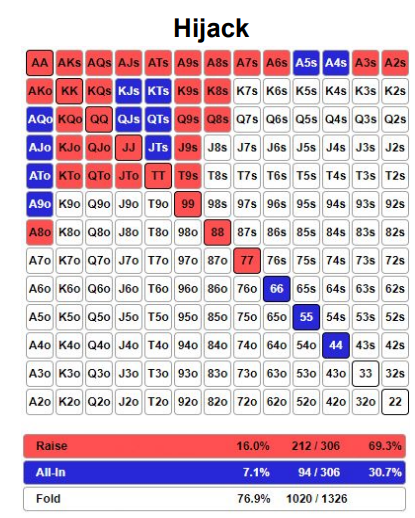 Hijack
AA AKs AQs AJs ATs A9s A8s A7s A6s A5s A4s A3s A2s
AKo KK KQs KJs KTs K9s K8s K7s K6s K5s K4s K3s K2s
AQo KQo QQ QJs QTs Q9s Q8s Q7s Q6s Q5s Q4s Q3s Q2s
AJo KJo QJo JJ JTs J9s J8s J7s J6s J5s J4s J3s J2s
ATo KTo QTo JTo TT T9s T8s T7s T6s T5s T4s T3s T2s
A9o K9o Q9o J9o T9o 99 98s 97s 96s 95s 94s 93s 92s
A8o K8o Q8o J8o T8o 98o 88 87s 86s 85s 84s 83s 82s
A7o K7o Q7o J7o T7o 97o 87o 77 76s 75s 74s 73s 72s
A6o K6o Q6o J6o T6o 96o 86o 76o 66 65s 64s 63s 62s
A5o K5o Q5o J5o T5o 95o 85o 75o 65o 55 54s 53s 52s
A4o K4o Q4o J4o T4o 94o 84o 74o 64o 54o 44 43s 42s
A3o K3o Q3o J3o T3o 93o 83o 73o 63o 53o 43o 33 32s
A2o K2o Q2o J2o T2o 92o 82o 72o 62o 52o 42o 32o 22
Raise 16.0% 212 / 306 69.3%
All-In 7.1% 94 / 306 30.7%
Fold 76.9% 1020 / 1326